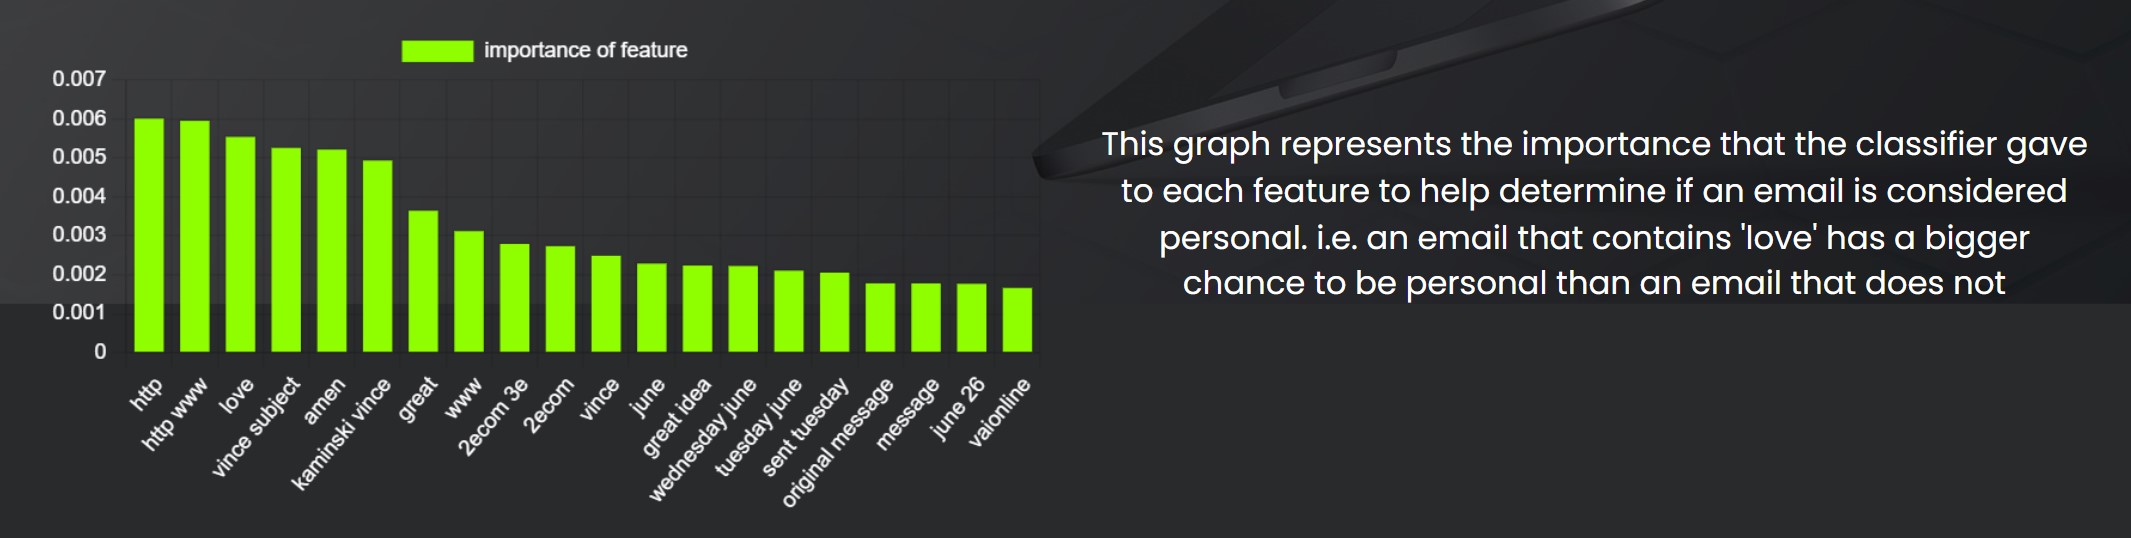 importance of feature
0.007
0.006
0.005
0.004
0.003
0.002
0.001
0
http
http www
love
vince subject
amen
kaminski vince
great
www
2ecom 3e
2ecom
vince
june
great idea
wednesday june
tuesday june
sent tuesday
original message
message
june 26
vaionline
This graph represents the importance that the classifier gave
to each feature to help determine if an email is considered
personal. i.e. an email that contains 'love' has a bigger
chance to be personal than an email that does not